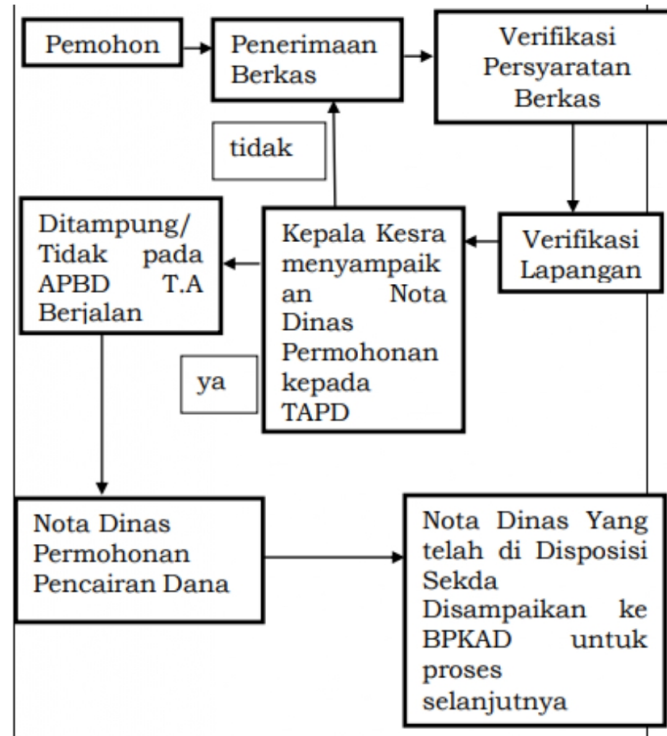 Pemohon
Penerimaan
Berkas
Verifikasi
Persyaratan
Berkas
tidak
Ditampung/
Tidak pada
APBD T.A
Berjalan
Kepala Kesra
menyampaik
an Nota
Dinas
Permohonan
kepada
TAPD
Verifikasi
Lapangan
ya
Nota Dinas
Permohonan
Pencairan Dana
Nota Dinas Yang
telah di Disposisi
Sekda
Disampaikan ke
BPKAD untuk
proses
selanjutnya